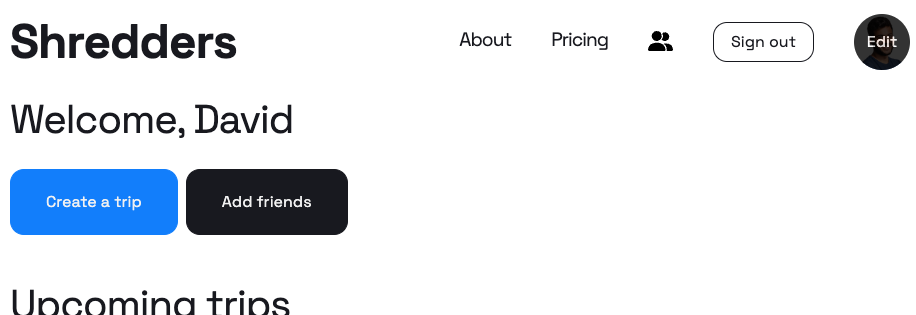 Shredders
About
Pricing
Sign out
Edit
Welcome, David
Create a trip
Add friends
Upcoming trips